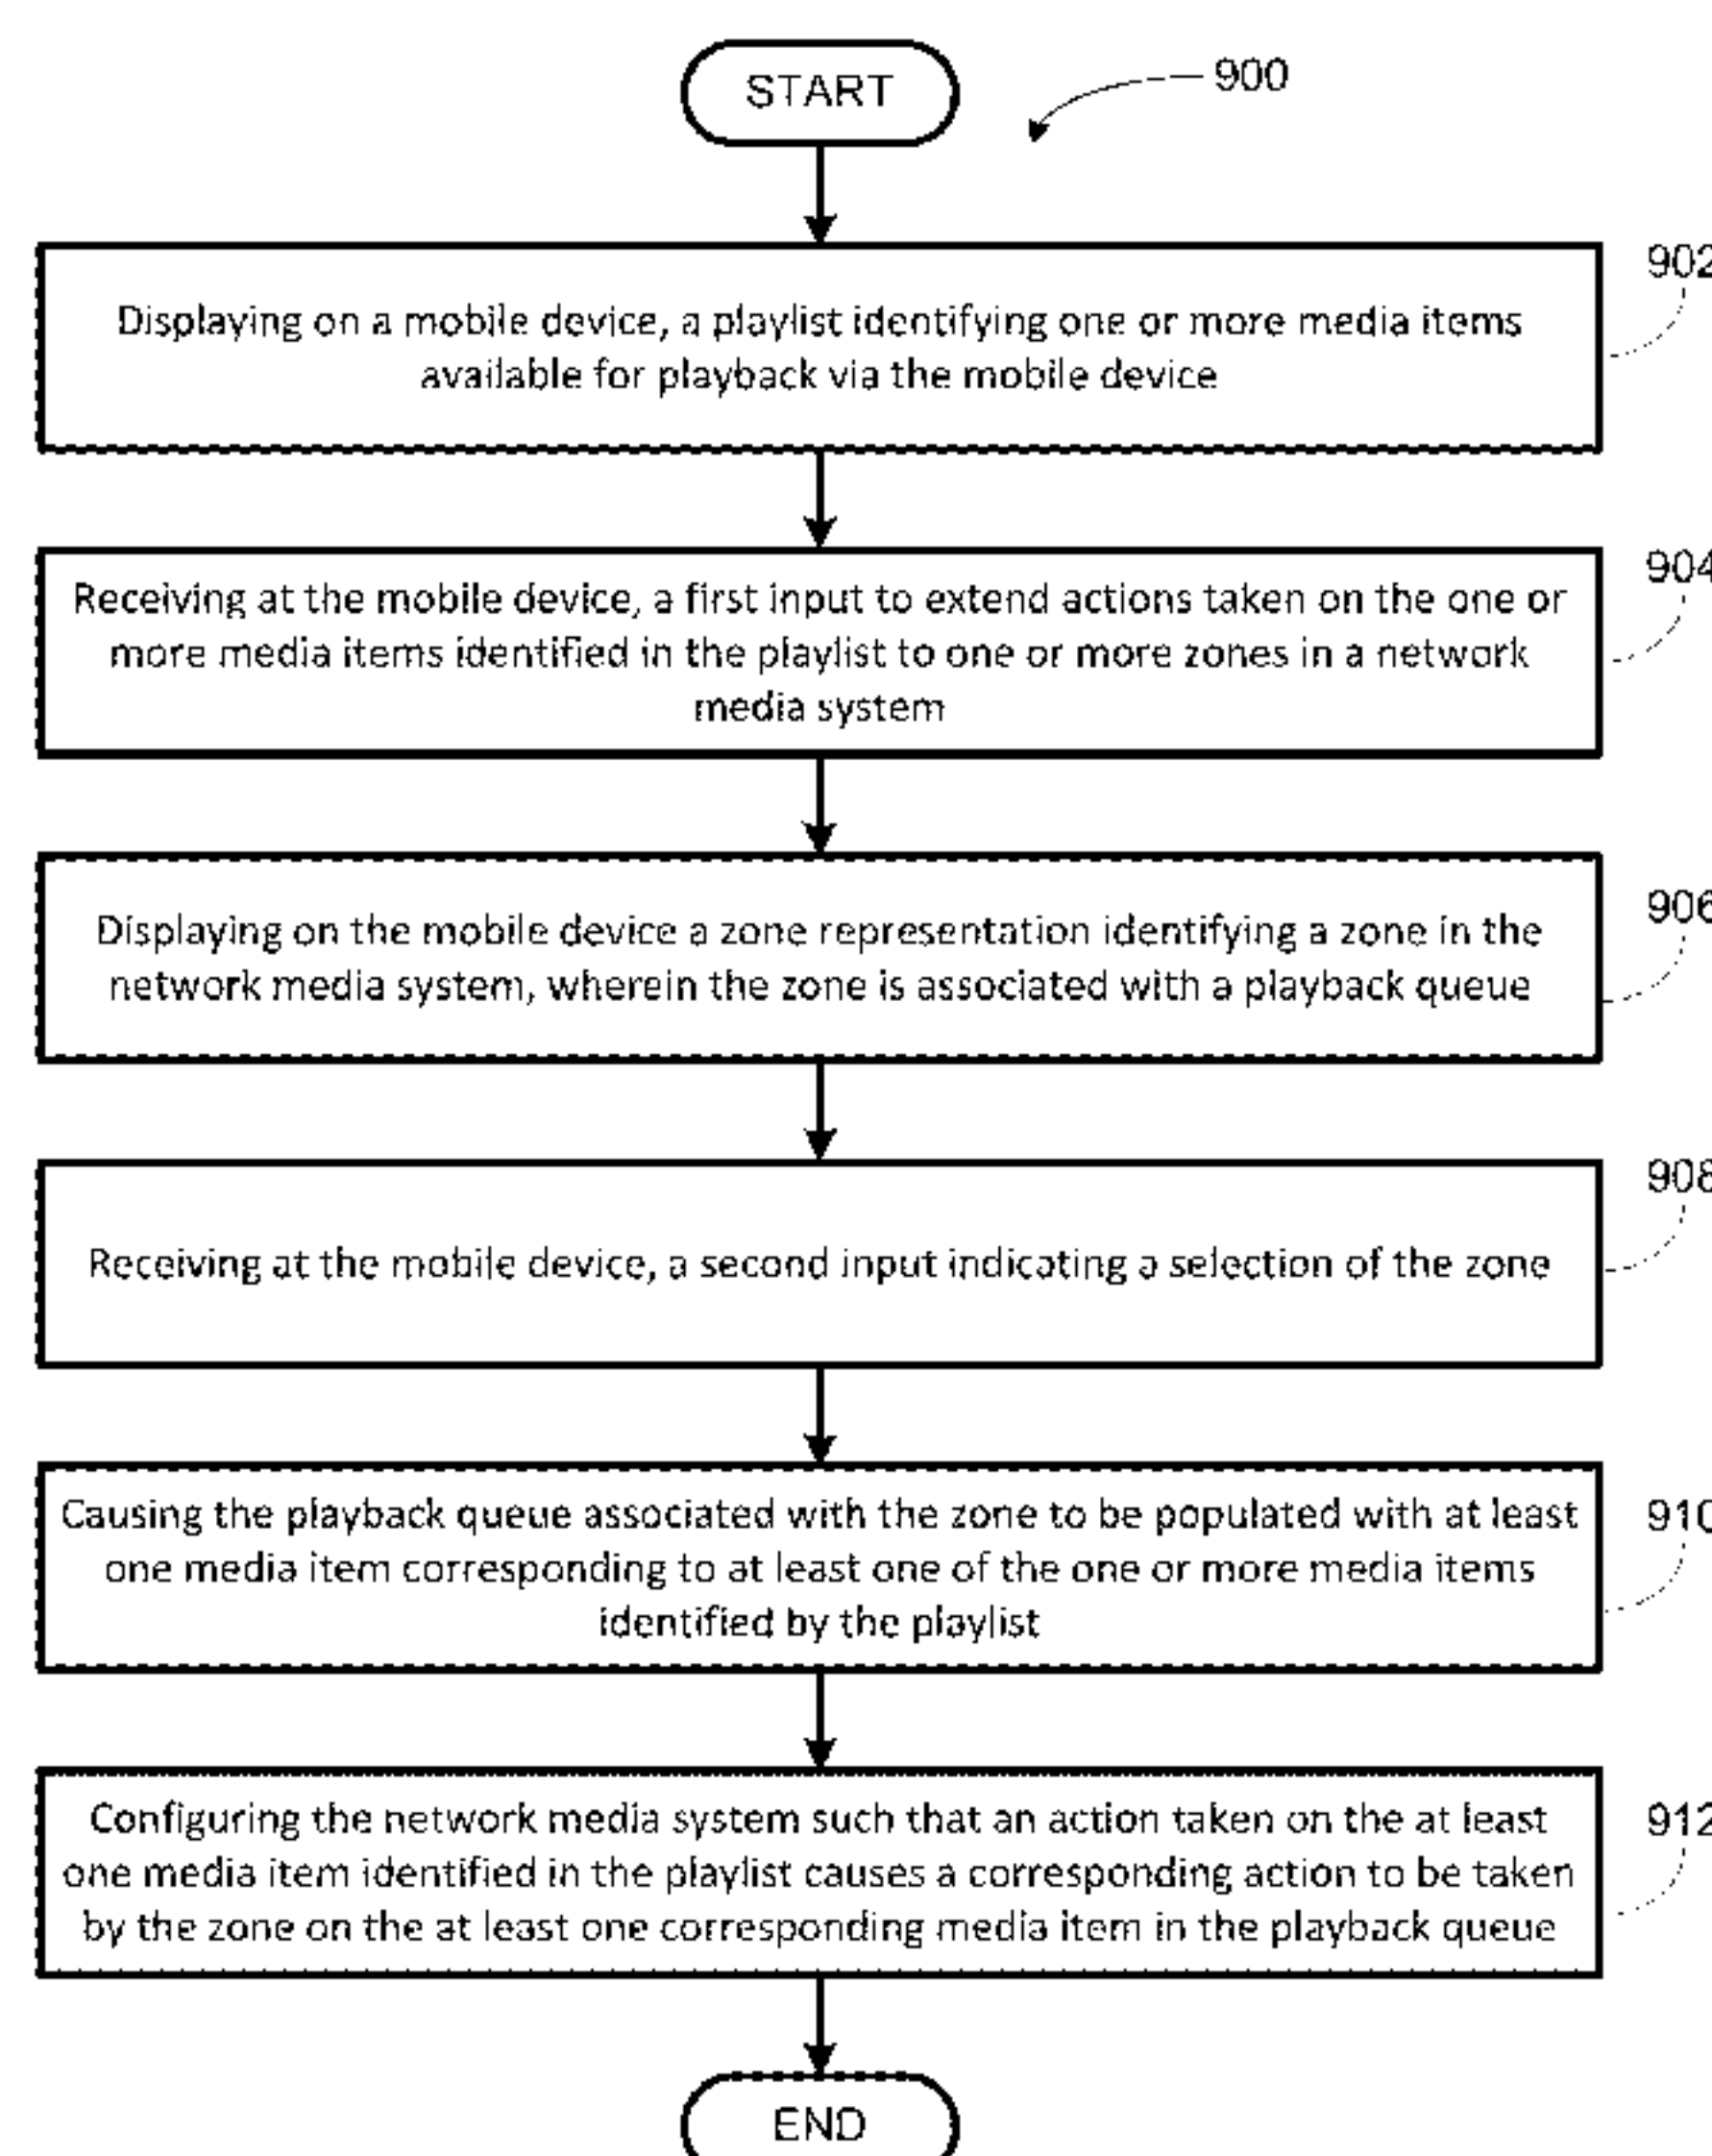 START
900
902
Displaying on a mobile device, a playlist identifying one or more media items
available for playback via the mobile device
904
Receiving at the mobile device, a first input to extend actions taken on the one or
more media items identified in the playlist to one or more zones in a network
media system
906
Displaying on the mobile device a zone representation identifying a zone in the
network media system, wherein the zone is associated with a playback queue
908
Receiving at the mobile device, a second input indicating a selection of the zone
910
Causing the playback queue associated with the zone to be populated with at least
one media item corresponding to at least one of the one or more media items
identified by the playlist
912
Configuring the network media system such that an action taken on the at least
one media item identified in the playlist causes a corresponding action to be taken
by the zone on the at least one corresponding media item in the playback queue
END